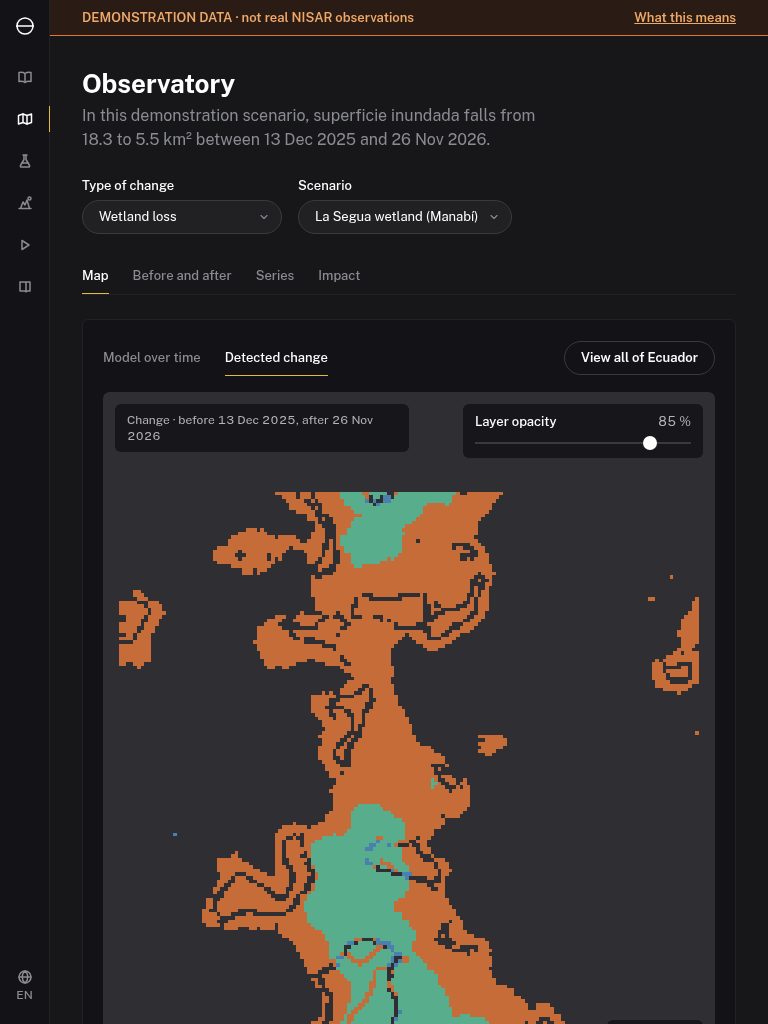 DEMONSTRATION DATA · not real NISAR observations
What this means
Observatory
In this demonstration scenario, superficie inundada falls from
18.3 to 5.5 km² between 13 Dec 2025 and 26 Nov 2026.
Type of change
Scenario
Wetland loss
La Segua wetland (Manabí)
Map
Before and after
Series
Impact
Model over time
Detected change
View all of Ecuador
Change · before 13 Dec 2025, after 26 Nov
2026
Layer opacity
85 %
EN